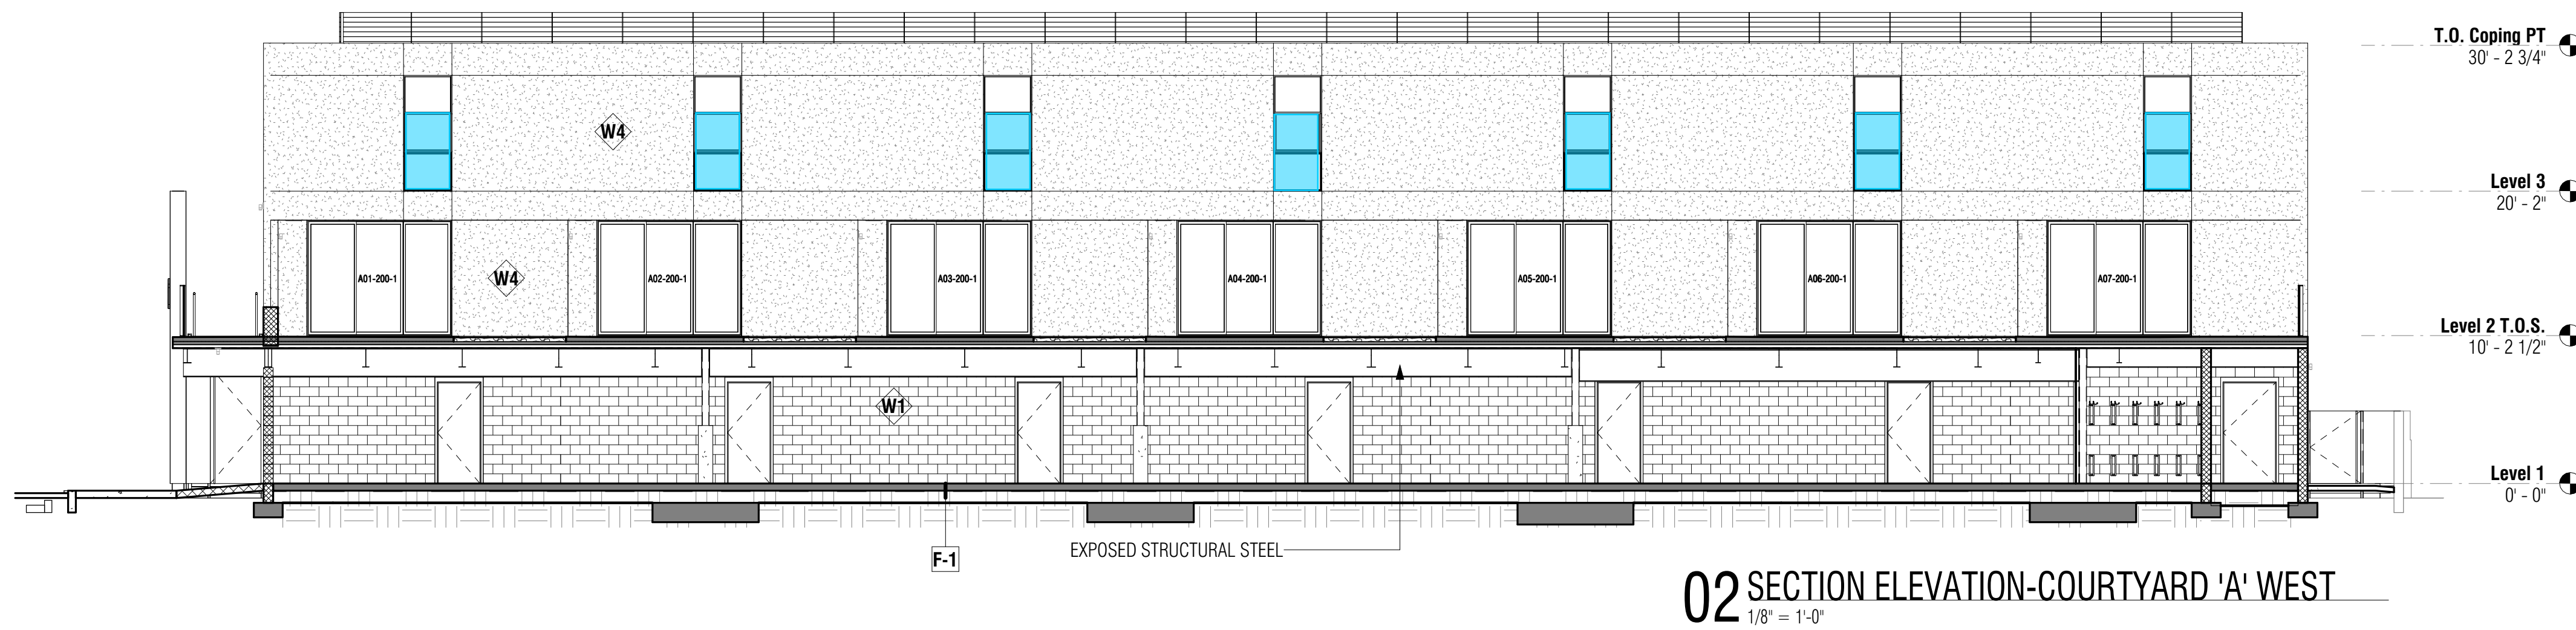 T.O. Coping PT
30' - 2 3/4"
W4
Level 3
20' - 2"
A01-200-1
W4
A02-200-1
A03-200-1
A04-200-1
A05-200-1
A06-200-1
A07-200-1
Level 2 T.O.S.
10' - 2 1/2"
W1
Level 1
0' - 0"
F-1
EXPOSED STRUCTURAL STEEL
02 SECTION ELEVATION-COURTYARD 'A' WEST
1/8" = 1'-0"